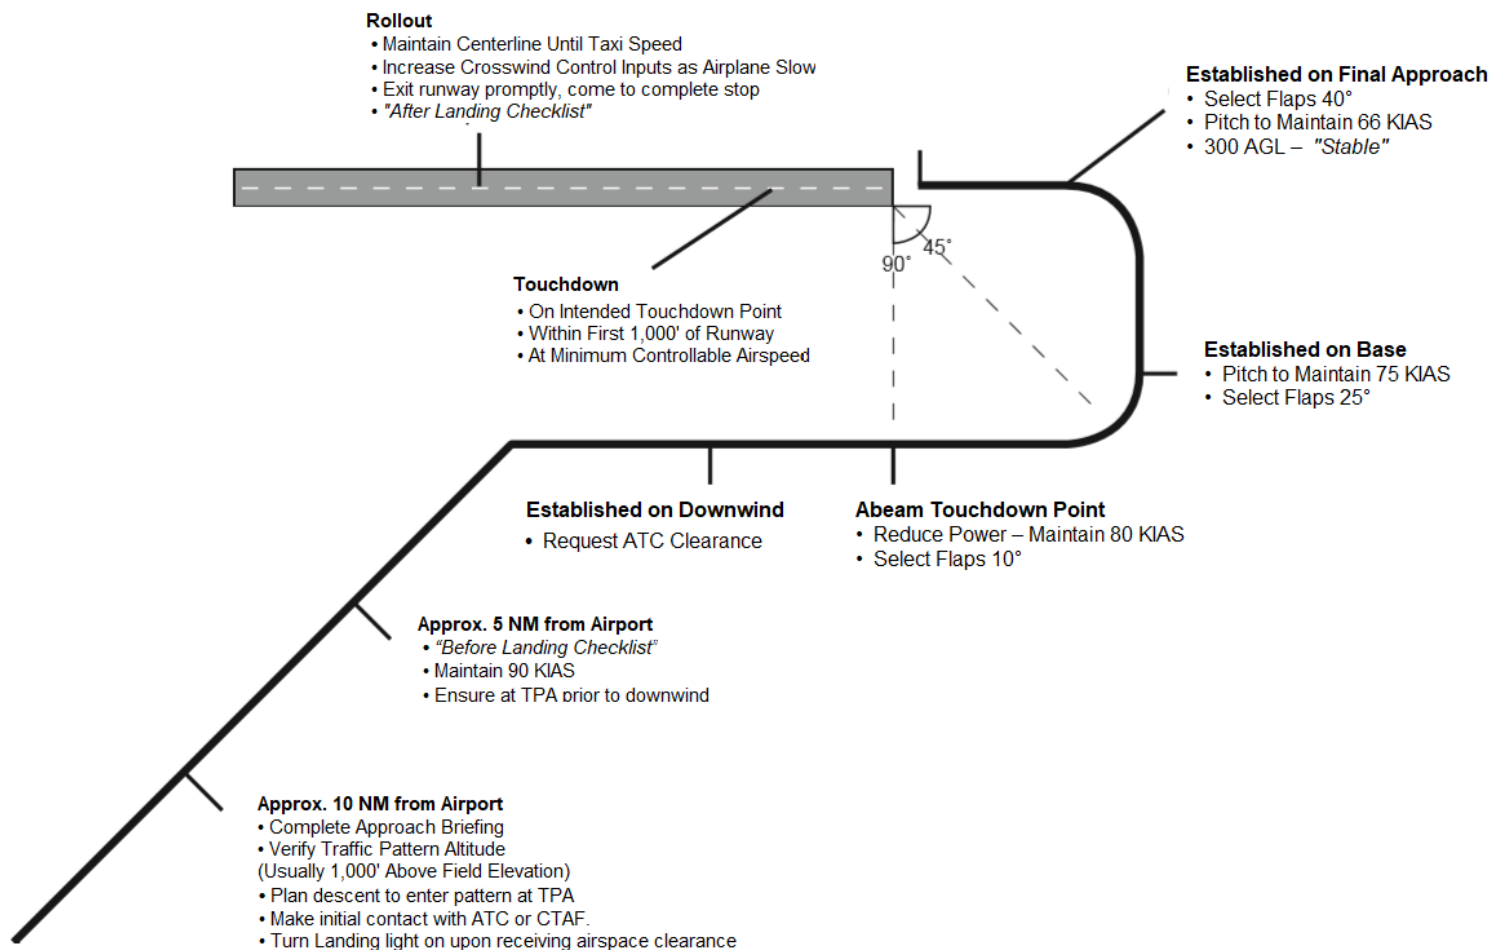 Rollout
• Maintain Centerline Until Taxi Speed
• Increase Crosswind Control Inputs as Airplane Slow
• Exit runway promptly, come to complete stop
• "After Landing Checklist"
Established on Final Approach
• Select Flaps 40°
• Pitch to Maintain 66 KIAS
• 300 AGL – "Stable"
45°
90°
Touchdown
• On Intended Touchdown Point
• Within First 1,000' of Runway
• At Minimum Controllable Airspeed
Established on Base
• Pitch to Maintain 75 KIAS
• Select Flaps 25°
Established on Downwind
• Request ATC Clearance
Abeam Touchdown Point
• Reduce Power – Maintain 80 KIAS
• Select Flaps 10°
Approx. 5 NM from Airport
• “Before Landing Checklist”
• Maintain 90 KIAS
• Ensure at TPA prior to downwind
Approx. 10 NM from Airport
• Complete Approach Briefing
• Verify Traffic Pattern Altitude
(Usually 1,000' Above Field Elevation)
• Plan descent to enter pattern at TPA
• Make initial contact with ATC or CTAF.
• Turn Landing light on upon receiving airspace clearance